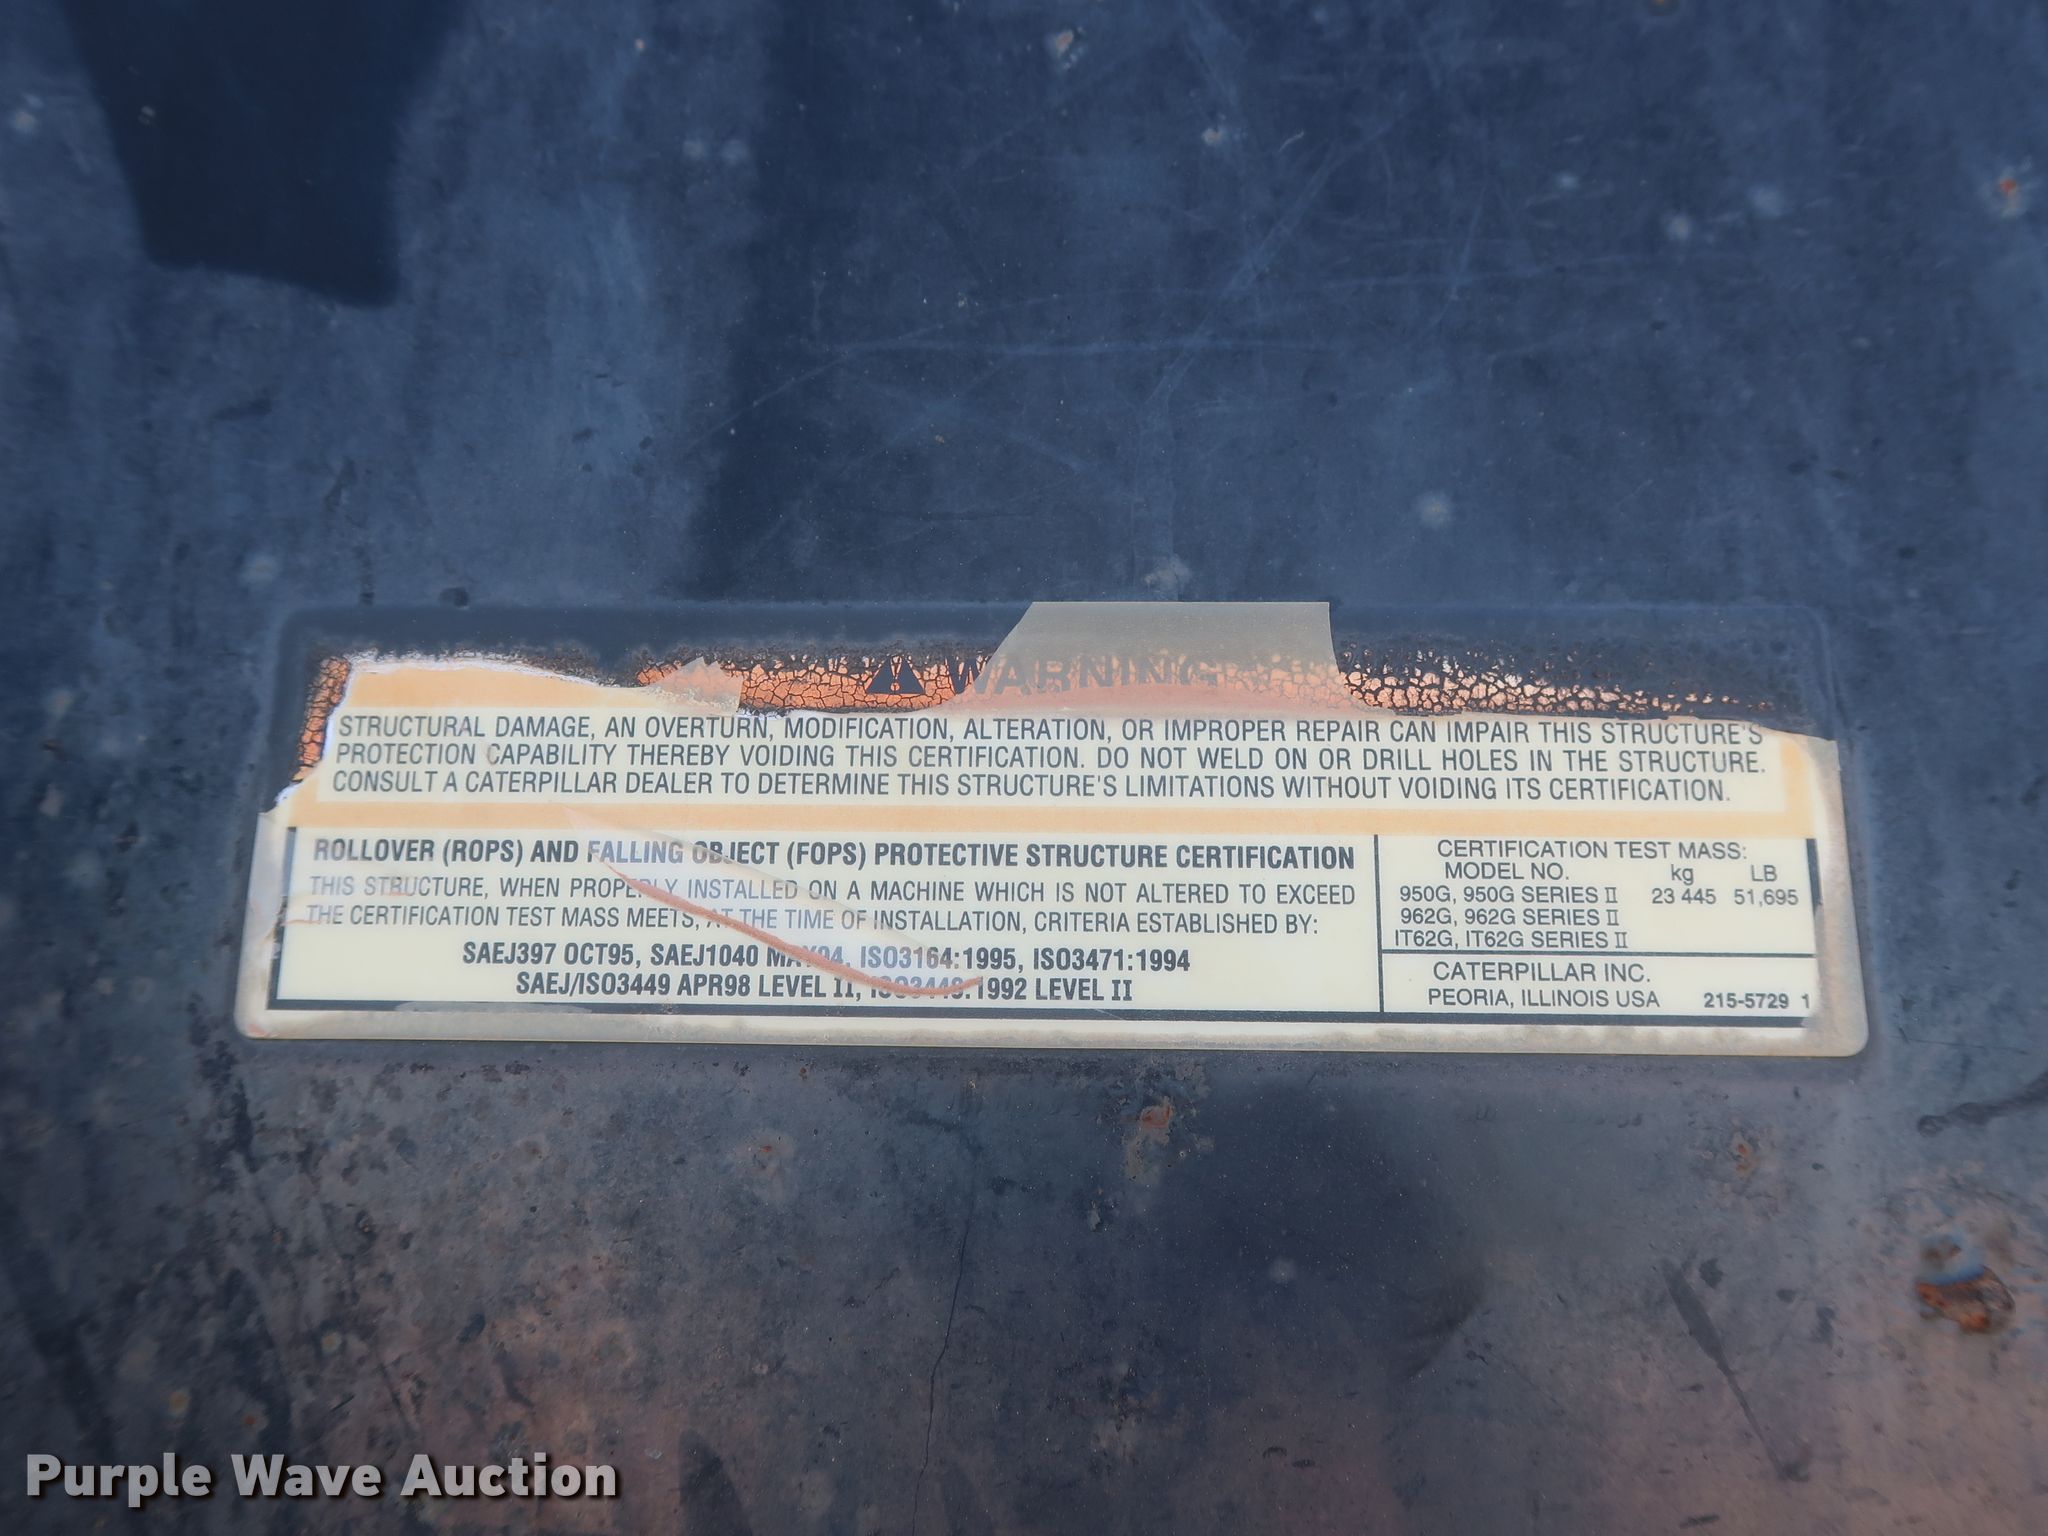 WARNING
STRUCTURAL DAMAGE, AN OVERTURN, MODIFICATION, ALTERATION, OR IMPROPER REPAIR CAN IMPAIR THIS STRUCTURE'S
PROTECTION CAPABILITY THEREBY VOIDING THIS CERTIFICATION. DO NOT WELD ON OR DRILL HOLES IN THE STRUCTURE.
CONSULT A CATERPILLAR DEALER TO DETERMINE THIS STRUCTURE'S LIMITATIONS WITHOUT VOIDING ITS CERTIFICATION.
ROLLOVER (ROPS) AND FALLING OBJECT (FOPS) PROTECTIVE STRUCTURE CERTIFICATION
THIS STRUCTURE, WHEN PROPERLY INSTALLED ON A MACHINE WHICH IS NOT ALTERED TO EXCEED
THE CERTIFICATION TEST MASS MEETS, AT THE TIME OF INSTALLATION, CRITERIA ESTABLISHED BY:
SAEJ397 OCT95, SAEJ1040 MAY94, ISO3164:1995, ISO3471:1994
SAEJ/ISO3449 APR98 LEVEL II, ISO3449:1992 LEVEL II
CERTIFICATION TEST MASS:
MODEL NO. kg LB
950G, 950G SERIES II 23 445 51,695
962G, 962G SERIES II
IT62G, IT62G SERIES II
CATERPILLAR INC.
PEORIA, ILLINOIS USA 215-5729 1
Purple Wave Auction